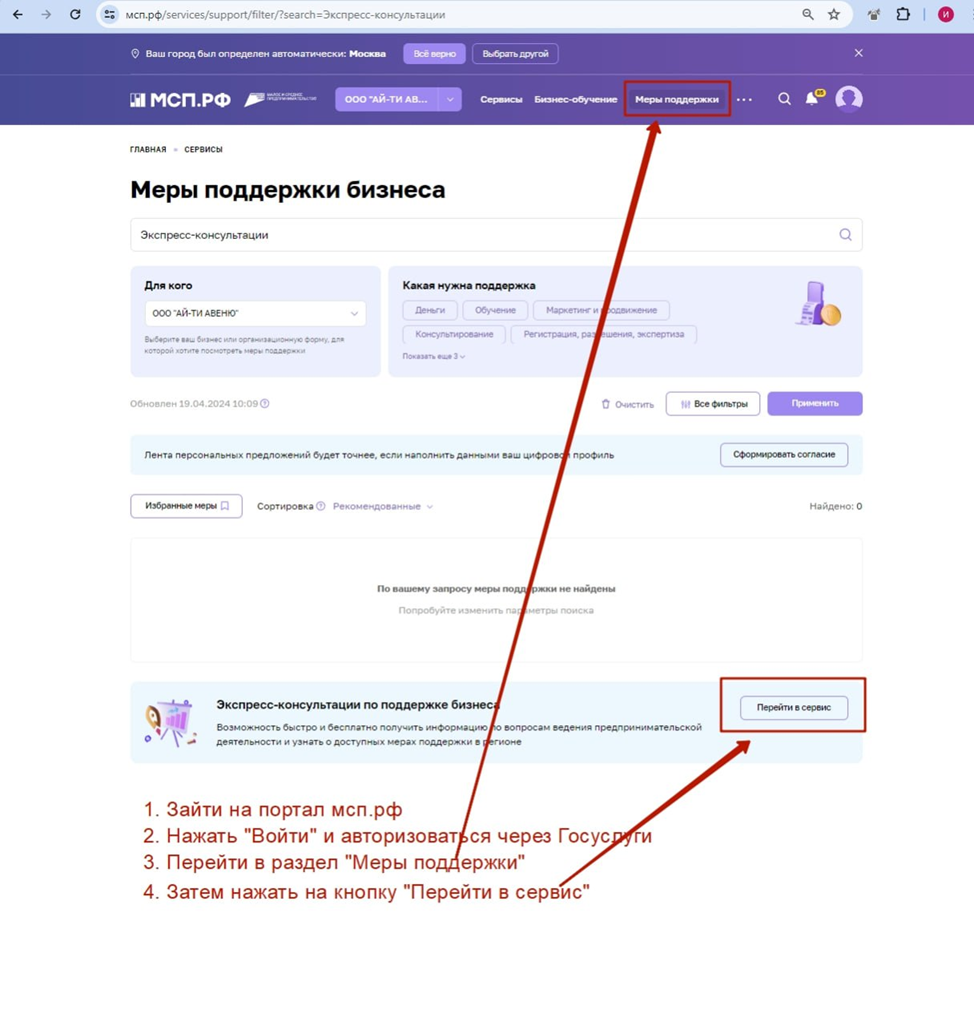 мсп.рф/services/support/filter/?search=Экспресс-консультации
И
Ваш город был определен автоматически: Москва
Всё верно
Выбрать другой
МСП.РФ
ООО "АЙ-ТИ АВ...
Сервисы
Бизнес-обучение
Меры поддержки
85
ГЛАВНАЯ
СЕРВИСЫ
Меры поддержки бизнеса
Экспресс-консультации
Для кого
ООО "АЙ-ТИ АВЕНЮ"
Выберите ваш бизнес или организационную форму, для
которой хотите посмотреть меры поддержки
Какая нужна поддержка
Деньги
Обучение
Маркетинг и продвижение
Консультирование
Регистрация, разрешения, экспертиза
Показать еще 3
Обновлен 19.04.2024 10:09
Очистить
Все фильтры
Применить
Лента персональных предложений будет точнее, если наполнить данными ваш цифровой профиль
Сформировать согласие
Избранные меры
Сортировка
Рекомендованные
Найдено: 0
По вашему запросу меры поддержки не найдены
Попробуйте изменить параметры поиска
Экспресс-консультации по поддержке бизнеса
Возможность быстро и бесплатно получить информацию по вопросам ведения предпринимательской
деятельности и узнать о доступных мерах поддержки в регионе
Перейти в сервис
1. Зайти на портал мсп.рф
2. Нажать "Войти" и авторизоваться через Госуслуги
3. Перейти в раздел "Меры поддержки"
4. Затем нажать на кнопку "Перейти в сервис"